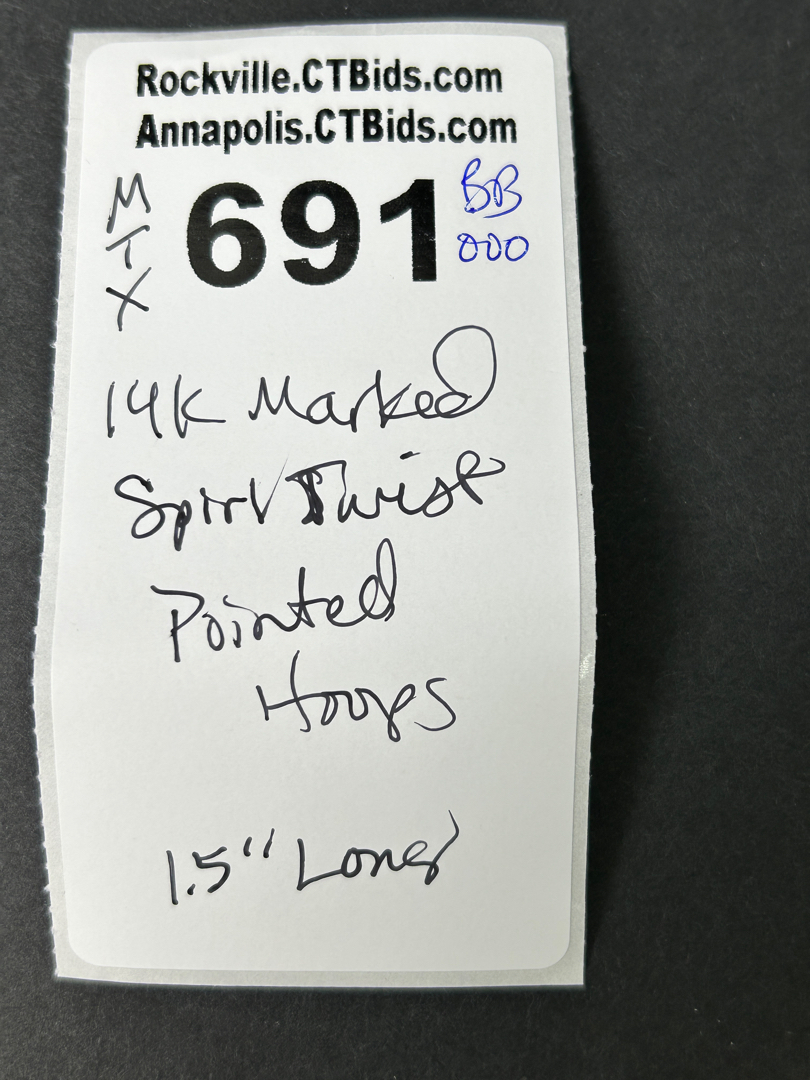 Rockville.CTBids.com
Annapolis.CTBids.com
MTX
691
BB
000
14K Marked
Spirl Twist
Pointed
Hoops
1.5" Long